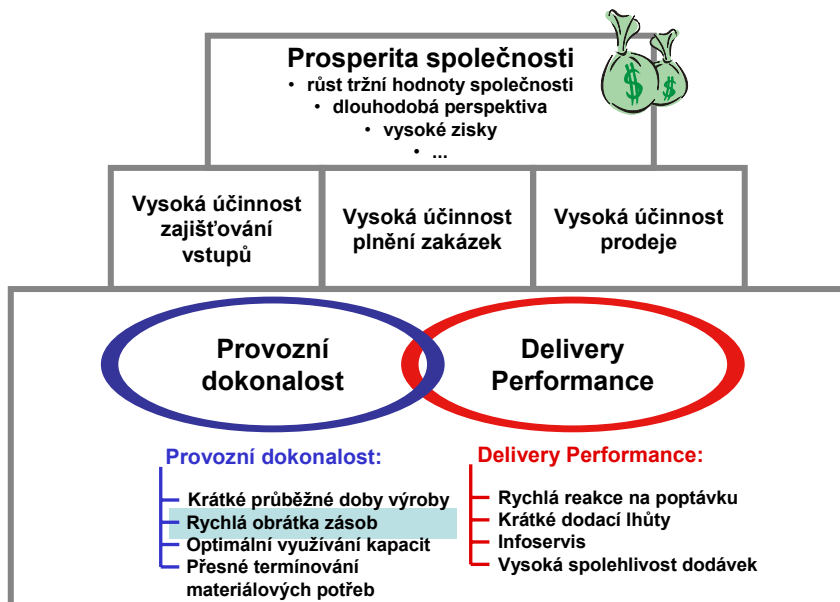 Prosperita společnosti
• růst tržní hodnoty společnosti
• dlouhodobá perspektiva
• vysoké zisky
• ...
$ $
Vysoká účinnost
zajišťování
vstupů
Vysoká účinnost
plnění zakázek
Vysoká účinnost
prodeje
Provozní
dokonalost
Delivery
Performance
Provozní dokonalost:
Krátké průběžné doby výroby
Rychlá obrátka zásob
Optimální využívání kapacit
Přesné termínování
materiálových potřeb
Delivery Performance:
Rychlá reakce na poptávku
Krátké dodací lhůty
Infoservis
Vysoká spolehlivost dodávek